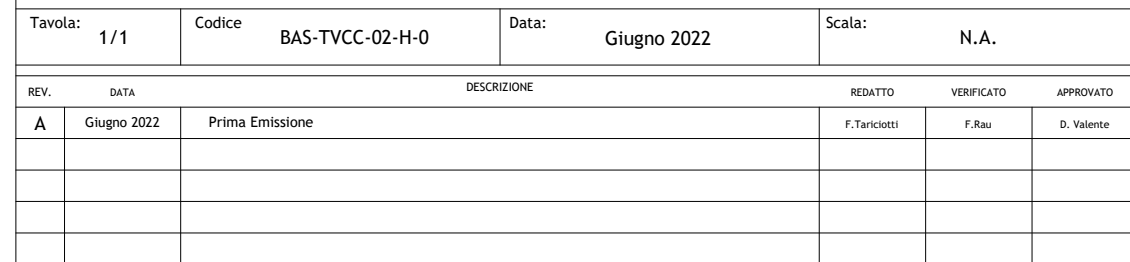 Tavola: Codice Data: Scala:
1/1 BAS-TVCC-02-H-0 Giugno 2022 N.A.
REV. DATA DESCRIZIONE REDATTO VERIFICATO APPROVATO
A Giugno 2022 Prima Emissione F.Tariciotti F.Rau D. Valente